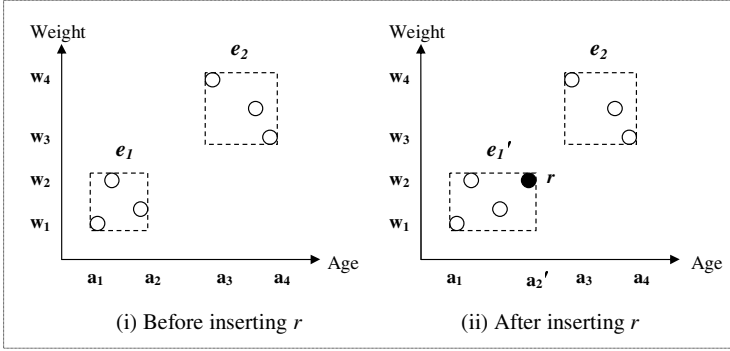 Weight
e2
w4
w3
e1
w2
w1
Age
a1 a2 a3 a4
(i) Before inserting r
Weight
e2
w4
w3
e1'
w2
r
w1
Age
a1 a2' a3 a4
(ii) After inserting r